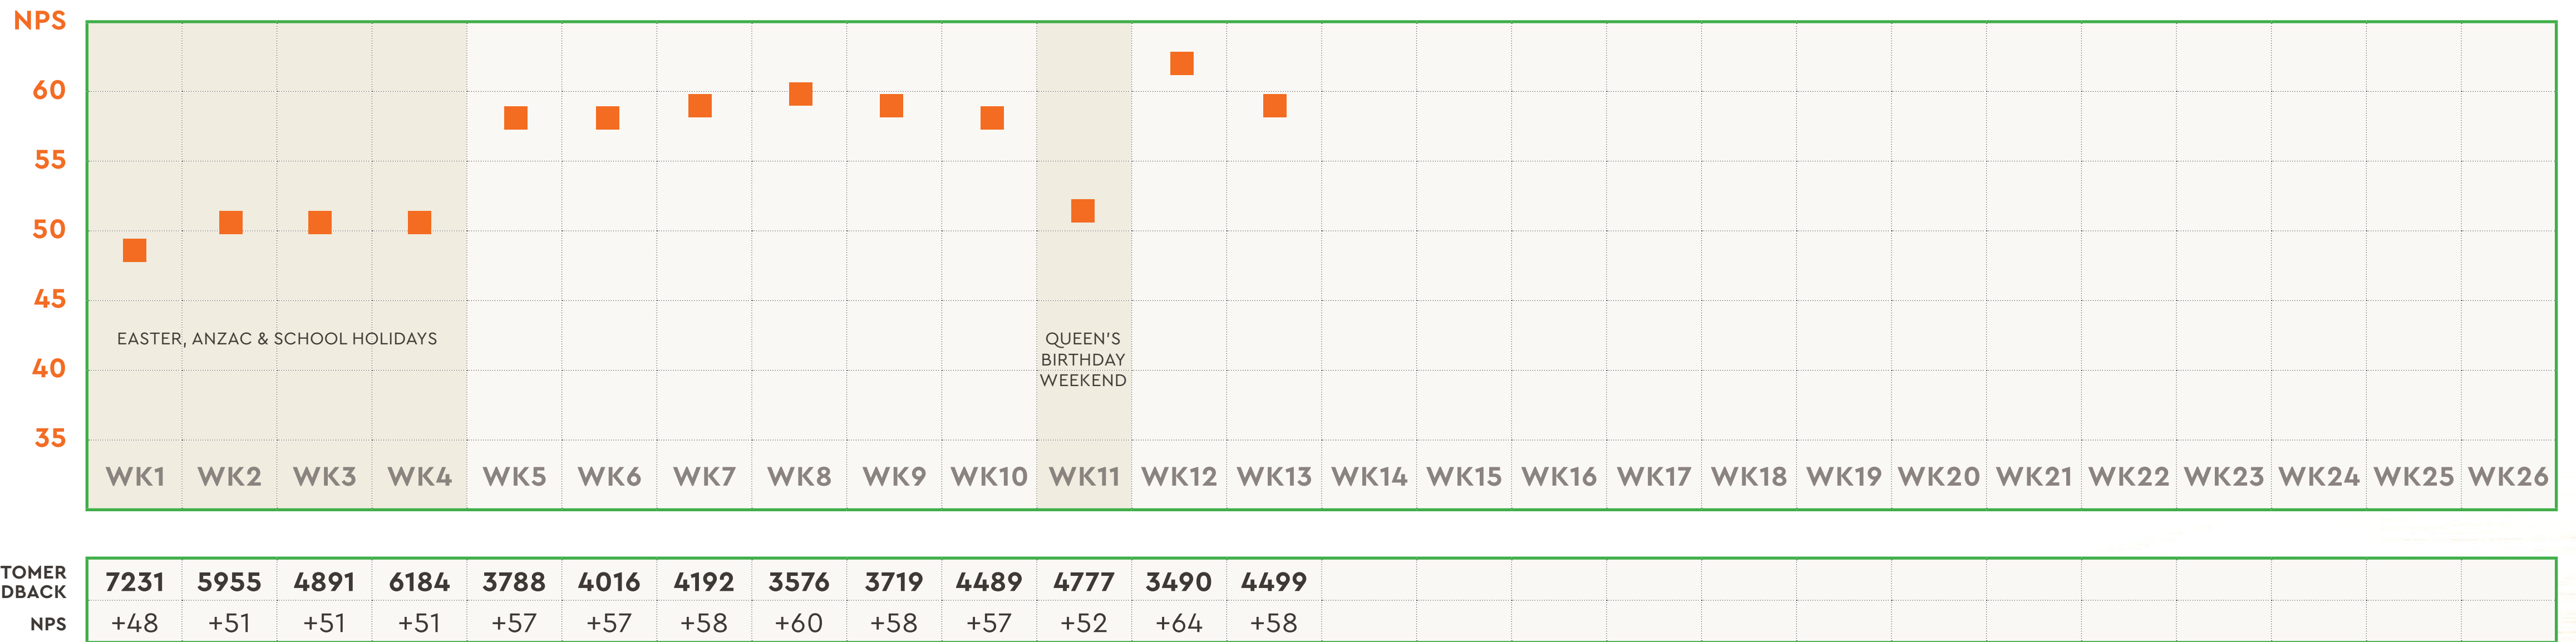 NPS
60
55
50
45
40
35
EASTER, ANZAC & SCHOOL HOLIDAYS
QUEEN'S
BIRTHDAY
WEEKEND
WK1 WK2 WK3 WK4 WK5 WK6 WK7 WK8 WK9 WK10 WK11 WK12 WK13 WK14 WK15 WK16 WK17 WK18 WK19 WK20 WK21 WK22 WK23 WK24 WK25 WK26
TOMER
DBACK
7231 5955 4891 6184 3788 4016 4192 3576 3719 4489 4777 3490 4499
NPS +48 +51 +51 +51 +57 +57 +58 +60 +58 +57 +52 +64 +58